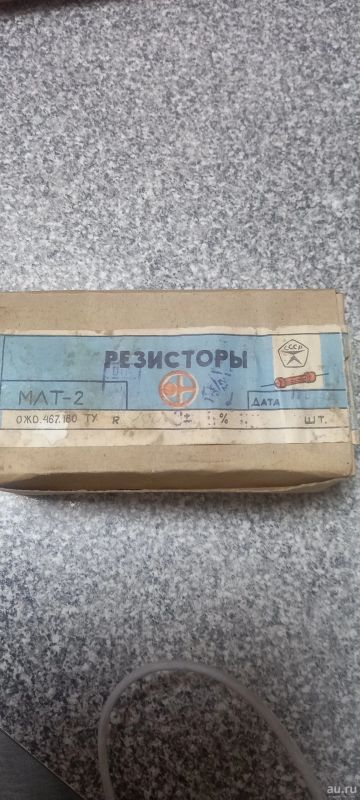 РЕЗИСТОРЫ
СССР
МЛТ-2
ДАТА
ОЖО.467.180 ТУ R ± % ШТ.
au.ru